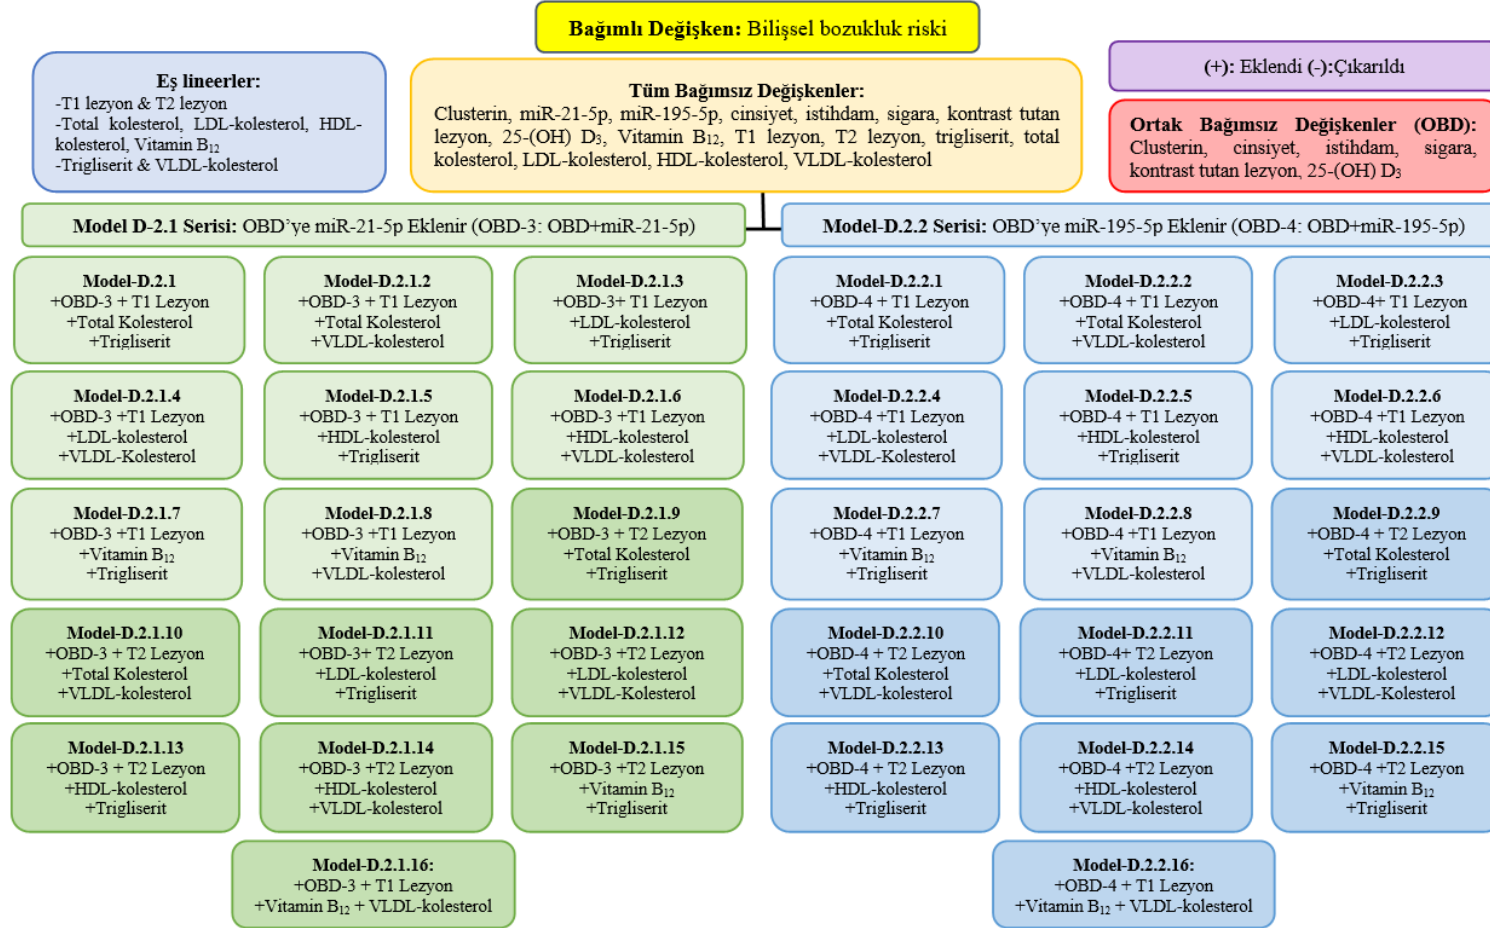 Bağımlı Değişken: Bilişsel bozukluk riski
Eş lineerler:
-T1 lezyon & T2 lezyon
-Total kolesterol, LDL-kolesterol, HDL-
kolesterol, Vitamin B₁₂
-Trigliserit & VLDL-kolesterol
Tüm Bağımsız Değişkenler:
Clusterin, miR-21-5p, miR-195-5p, cinsiyet, istihdam, sigara, kontrast tutan
lezyon, 25-(OH) D₃, Vitamin B₁₂, T1 lezyon, T2 lezyon, trigliserit, total
kolesterol, LDL-kolesterol, HDL-kolesterol, VLDL-kolesterol
(+): Eklendi (-):Çıkarıldı
Ortak Bağımsız Değişkenler (OBD):
Clusterin, cinsiyet, istihdam, sigara,
kontrast tutan lezyon, 25-(OH) D₃
Model D-2.1 Serisi: OBD’ye miR-21-5p Eklenir (OBD-3: OBD+miR-21-5p)
Model-D.2.2 Serisi: OBD’ye miR-195-5p Eklenir (OBD-4: OBD+miR-195-5p)
Model-D.2.1
+OBD-3 + T1 Lezyon
+Total Kolesterol
+Trigliserit
Model-D.2.1.2
+OBD-3 + T1 Lezyon
+Total Kolesterol
+VLDL-kolesterol
Model-D.2.1.3
+OBD-3+ T1 Lezyon
+LDL-kolesterol
+Trigliserit
Model-D.2.2.1
+OBD-4 + T1 Lezyon
+Total Kolesterol
+Trigliserit
Model-D.2.2.2
+OBD-4 + T1 Lezyon
+Total Kolesterol
+VLDL-kolesterol
Model-D.2.2.3
+OBD-4+ T1 Lezyon
+LDL-kolesterol
+Trigliserit
Model-D.2.1.4
+OBD-3 +T1 Lezyon
+LDL-kolesterol
+VLDL-Kolesterol
Model-D.2.1.5
+OBD-3 + T1 Lezyon
+HDL-kolesterol
+Trigliserit
Model-D.2.1.6
+OBD-3 +T1 Lezyon
+HDL-kolesterol
+VLDL-kolesterol
Model-D.2.2.4
+OBD-4 +T1 Lezyon
+LDL-kolesterol
+VLDL-Kolesterol
Model-D.2.2.5
+OBD-4 + T1 Lezyon
+HDL-kolesterol
+Trigliserit
Model-D.2.2.6
+OBD-4 +T1 Lezyon
+HDL-kolesterol
+VLDL-kolesterol
Model-D.2.1.7
+OBD-3 +T1 Lezyon
+Vitamin B₁₂
+Trigliserit
Model-D.2.1.8
+OBD-3 +T1 Lezyon
+Vitamin B₁₂
+VLDL-kolesterol
Model-D.2.1.9
+OBD-3 + T2 Lezyon
+Total Kolesterol
+Trigliserit
Model-D.2.2.7
+OBD-4 +T1 Lezyon
+Vitamin B₁₂
+Trigliserit
Model-D.2.2.8
+OBD-4 +T1 Lezyon
+Vitamin B₁₂
+VLDL-kolesterol
Model-D.2.2.9
+OBD-4 + T2 Lezyon
+Total Kolesterol
+Trigliserit
Model-D.2.1.10
+OBD-3 + T2 Lezyon
+Total Kolesterol
+VLDL-kolesterol
Model-D.2.1.11
+OBD-3+ T2 Lezyon
+LDL-kolesterol
+Trigliserit
Model-D.2.1.12
+OBD-3 +T2 Lezyon
+LDL-kolesterol
+VLDL-Kolesterol
Model-D.2.2.10
+OBD-4 + T2 Lezyon
+Total Kolesterol
+VLDL-kolesterol
Model-D.2.2.11
+OBD-4+ T2 Lezyon
+LDL-kolesterol
+Trigliserit
Model-D.2.2.12
+OBD-4 +T2 Lezyon
+LDL-kolesterol
+VLDL-Kolesterol
Model-D.2.1.13
+OBD-3 + T2 Lezyon
+HDL-kolesterol
+Trigliserit
Model-D.2.1.14
+OBD-3 +T2 Lezyon
+HDL-kolesterol
+VLDL-kolesterol
Model-D.2.1.15
+OBD-3 +T2 Lezyon
+Vitamin B₁₂
+Trigliserit
Model-D.2.2.13
+OBD-4 + T2 Lezyon
+HDL-kolesterol
+Trigliserit
Model-D.2.2.14
+OBD-4 +T2 Lezyon
+HDL-kolesterol
+VLDL-kolesterol
Model-D.2.2.15
+OBD-4 +T2 Lezyon
+Vitamin B₁₂
+Trigliserit
Model-D.2.1.16:
+OBD-3 + T1 Lezyon
+Vitamin B₁₂ + VLDL-kolesterol
Model-D.2.2.16:
+OBD-4 + T1 Lezyon
+Vitamin B₁₂ + VLDL-kolesterol